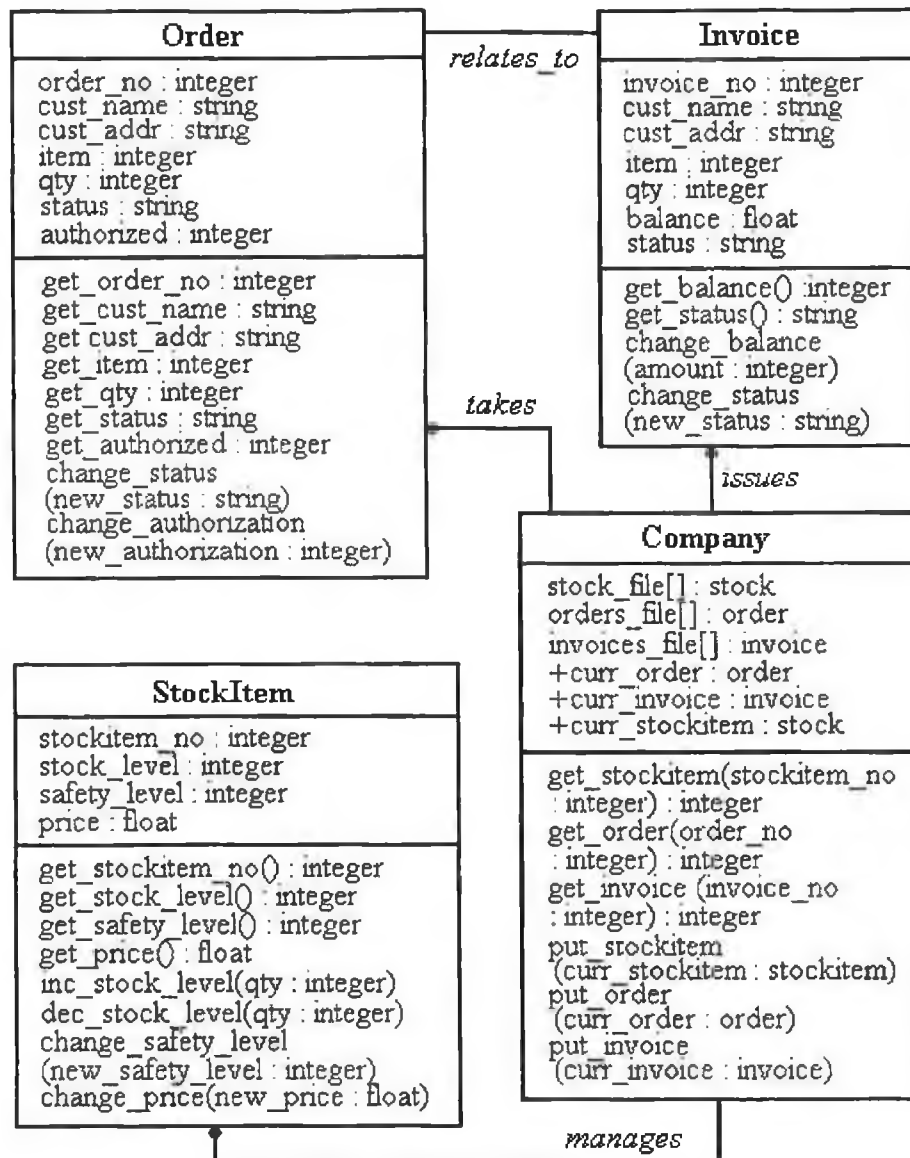 Order
order_no : integer
cust_name : string
cust_addr : string
item : integer
qty : integer
status : string
authorized : integer
get_order_no : integer
get_cust_name : string
get cust_addr : string
get_item : integer
get_qty : integer
get_status : string
get_authorized : integer
change_status
(new_status : string)
change_authorization
(new_authorization : integer)
relates_to
Invoice
invoice_no : integer
cust_name : string
cust_addr : string
item : integer
qty : integer
balance : float
status : string
get_balance() :integer
get_status() : string
change_balance
(amount : integer)
change_status
(new_status : string)
takes
issues
Company
stock_file[] : stock
orders_file[] : order
invoices_file[] : invoice
+curr_order : order
+curr_invoice : invoice
+curr_stockitem : stock
get_stockitem(stockitem_no
: integer) : integer
get_order(order_no
: integer) : integer
get_invoice (invoice_no
: integer) : integer
put_stockitem
(curr_stockitem : stockitem)
put_order
(curr_order : order)
put_invoice
(curr_invoice : invoice)
StockItem
stockitem_no : integer
stock_level : integer
safety_level : integer
price : float
get_stockitem_no() : integer
get_stock_level() : integer
get_safety_level() : integer
get_price() : float
inc_stock_level(qty : integer)
dec_stock_level(qty : integer)
change_safety_level
(new_safety_level : integer)
change_price(new_price : float)
manages